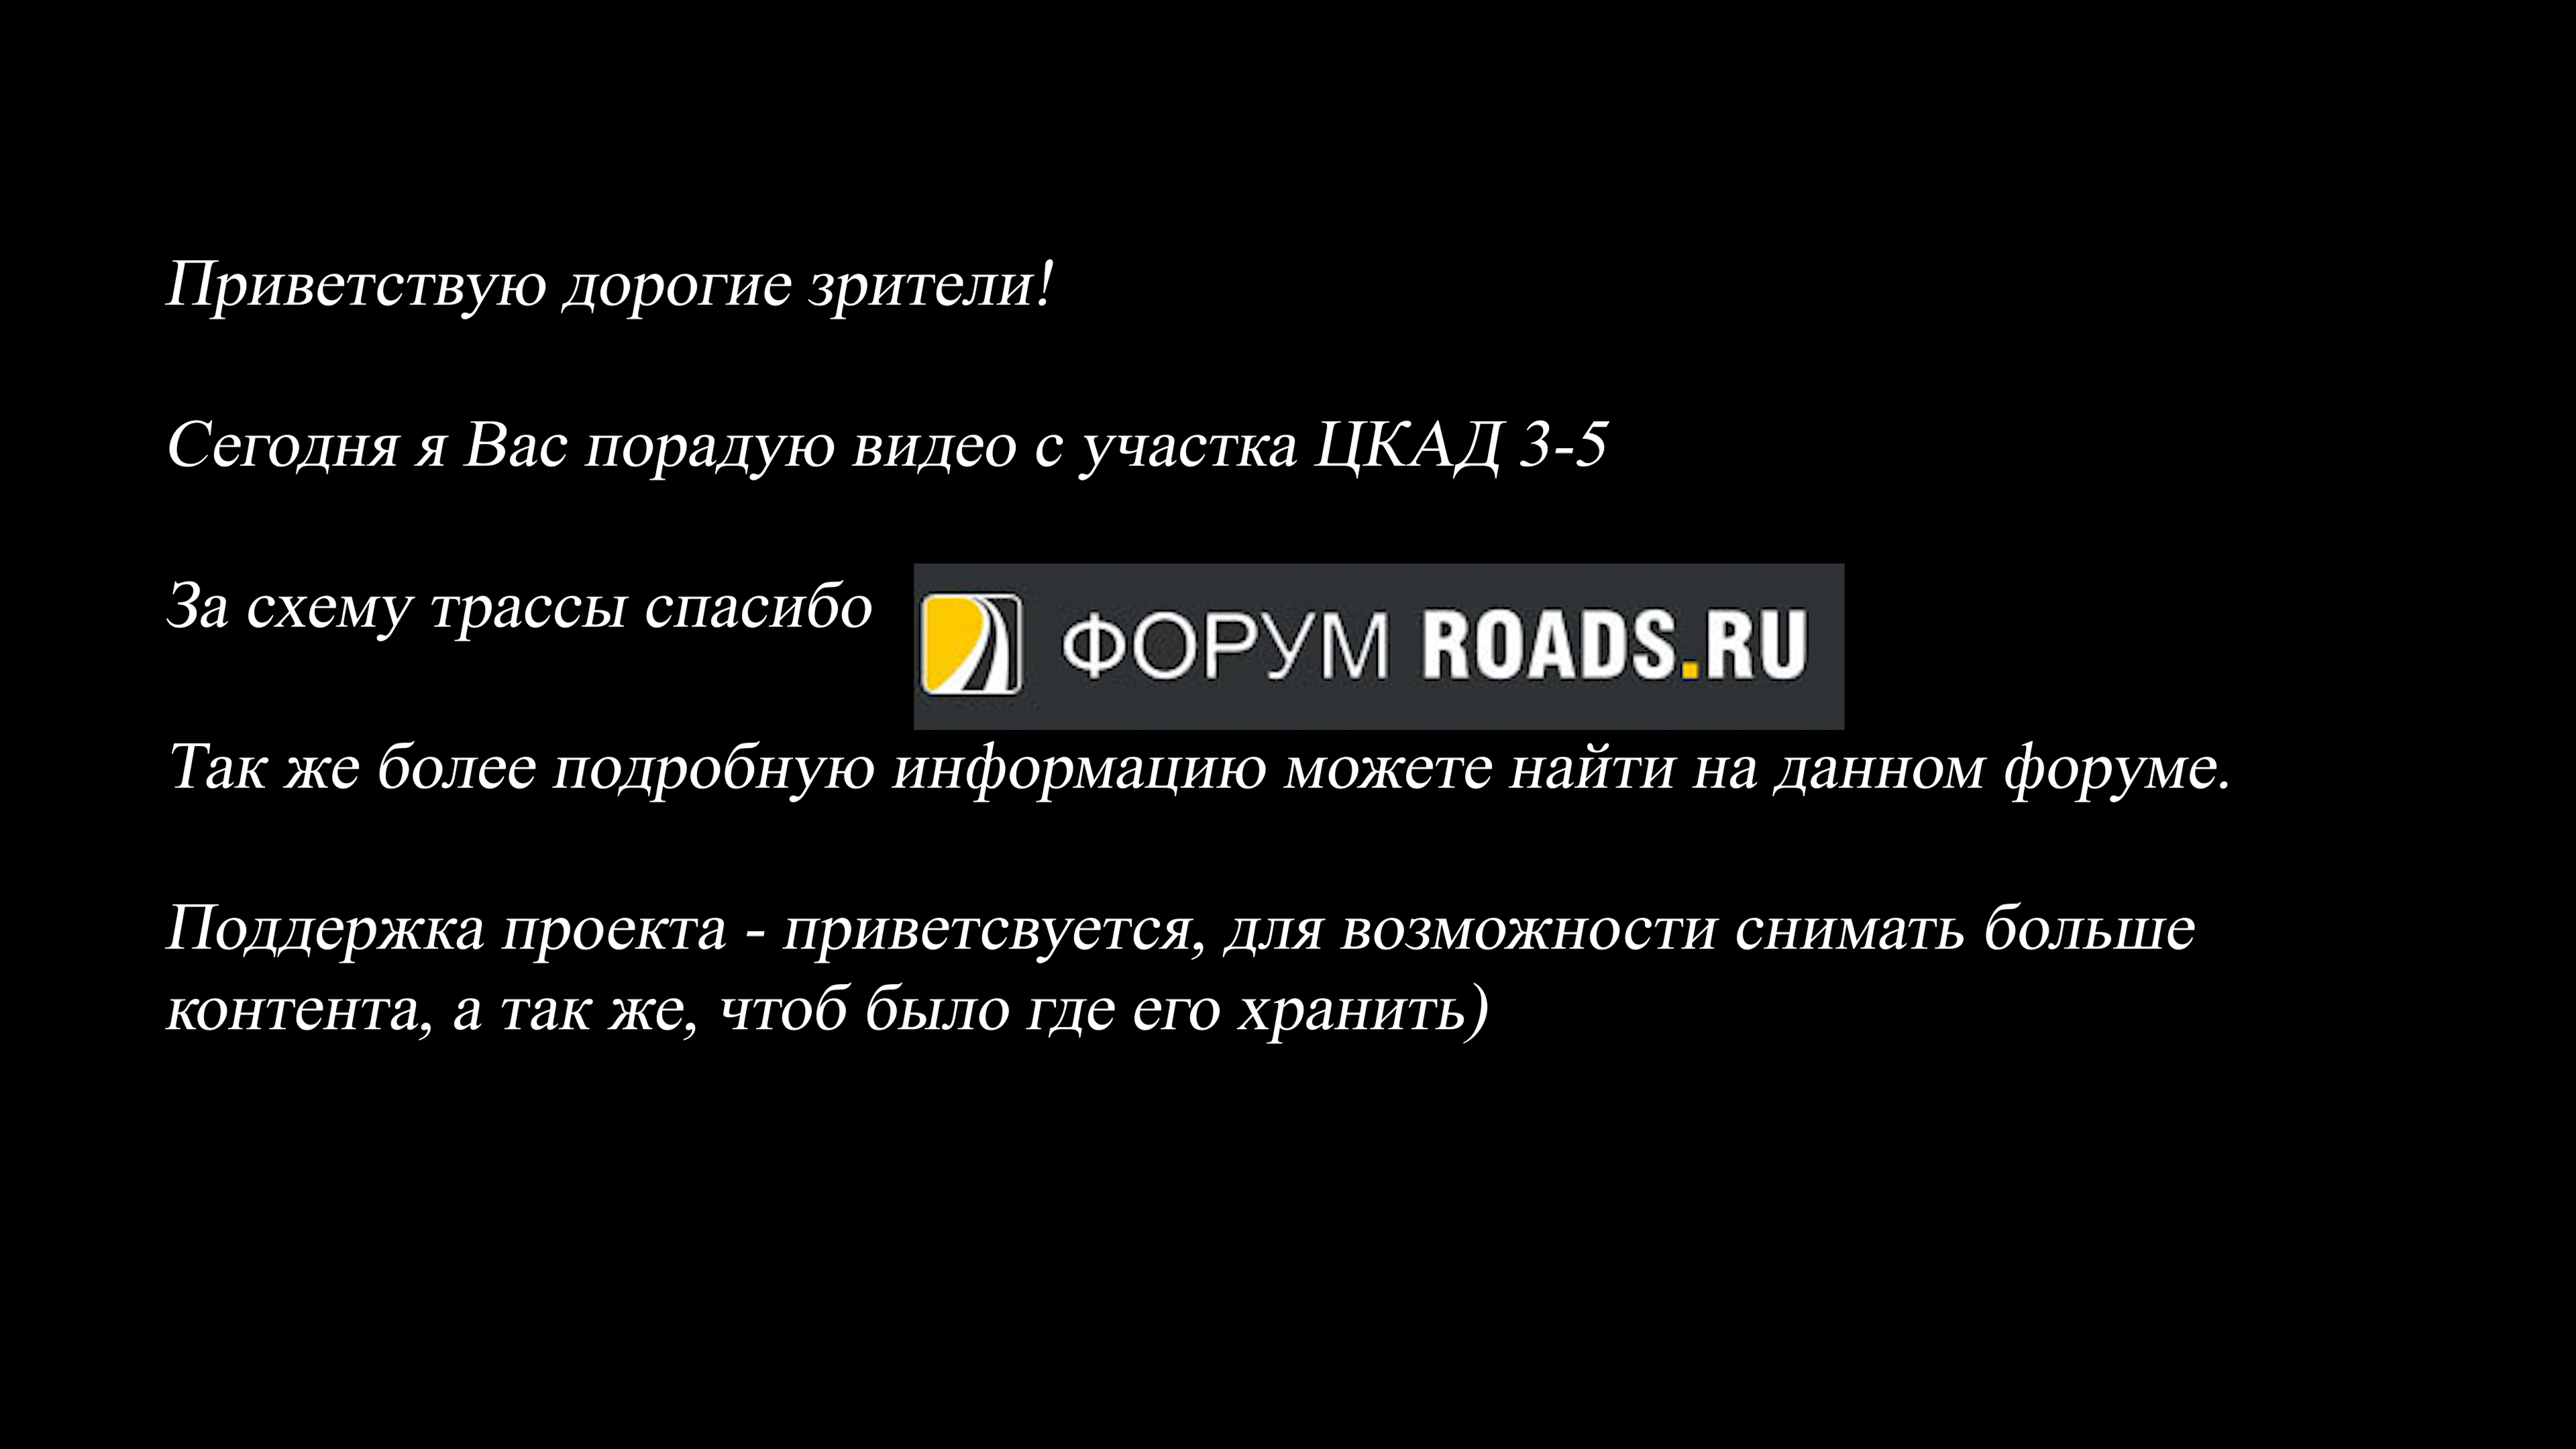 Приветствую дорогие зрители!
Сегодня я Вас порадую видео с участка ЦКАД 3-5
За схему трассы спасибо ФОРУМ ROADS.RU
Так же более подробную информацию можете найти на данном форуме.
Поддержка проекта - приветсвуется, для возможности снимать больше
контента, а так же, чтоб было где его хранить)